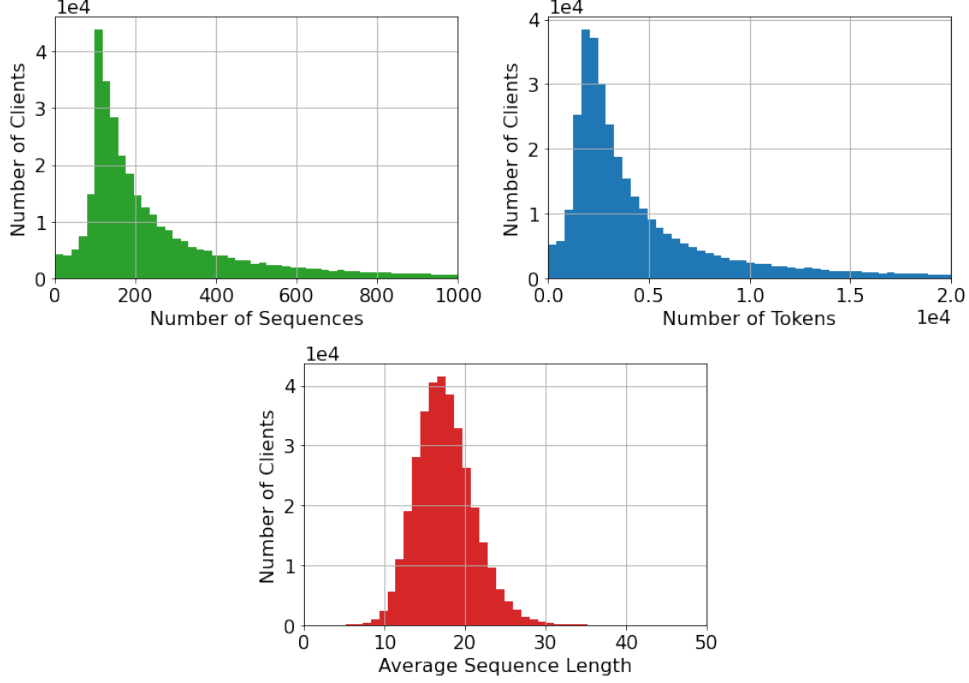 1e4
Number of Clients
4
3
2
1
0
0 200 400 600 800 1000
Number of Sequences
1e4
Number of Clients
4
3
2
1
0
0.0 0.5 1.0 1.5 2.0
Number of Tokens
1e4
1e4
Number of Clients
4
3
2
1
0
0 10 20 30 40 50
Average Sequence Length